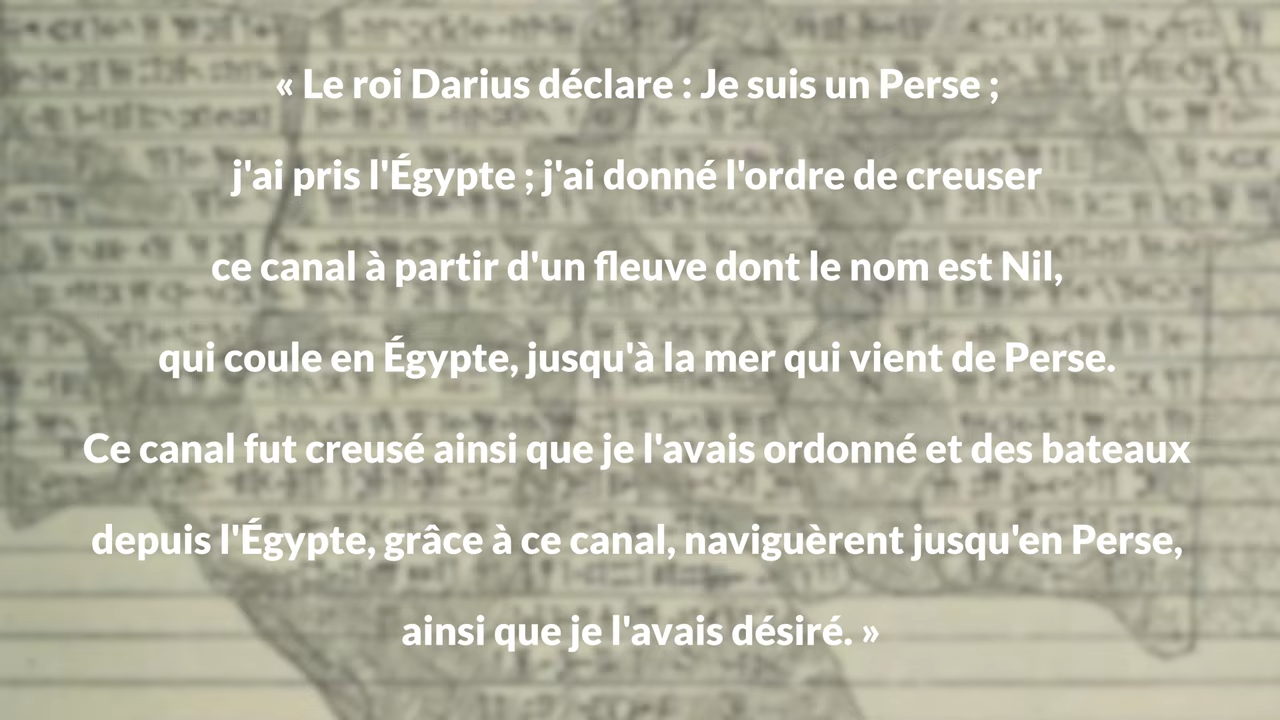 « Le roi Darius déclare : Je suis un Perse ;
j'ai pris l'Égypte ; j'ai donné l'ordre de creuser
ce canal à partir d'un fleuve dont le nom est Nil,
qui coule en Égypte, jusqu'à la mer qui vient de Perse.
Ce canal fut creusé ainsi que je l'avais ordonné et des bateaux
depuis l'Égypte, grâce à ce canal, naviguèrent jusqu'en Perse,
ainsi que je l'avais désiré. »